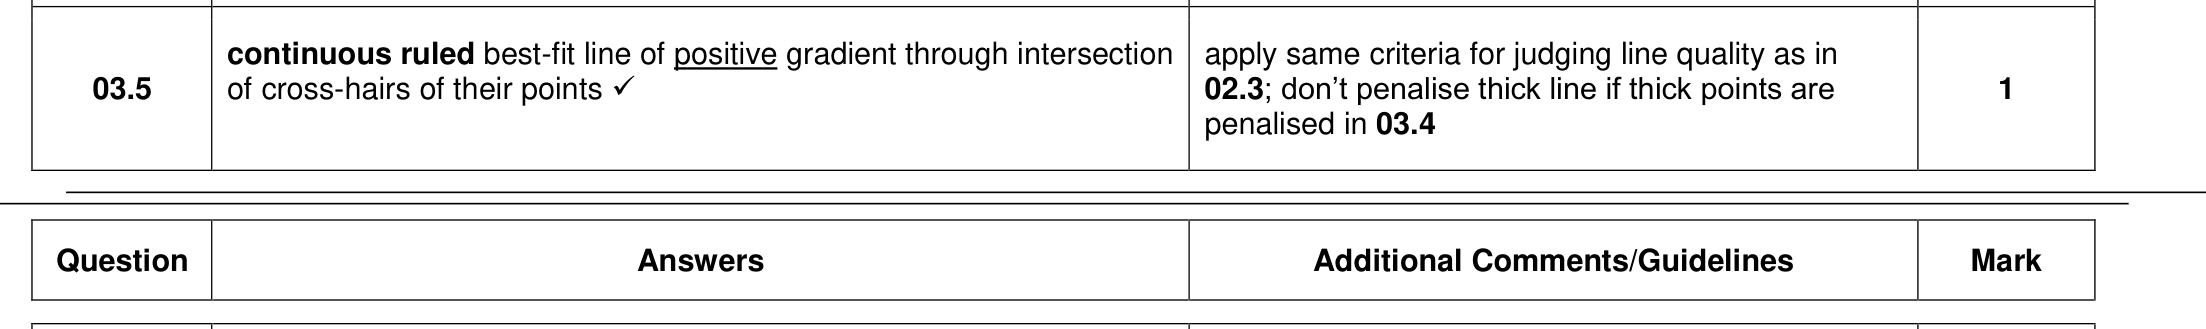 03.5
continuous ruled best-fit line of positive gradient through intersection
of cross-hairs of their points ✓
apply same criteria for judging line quality as in
02.3; don’t penalise thick line if thick points are
penalised in 03.4
1
Question Answers Additional Comments/Guidelines Mark